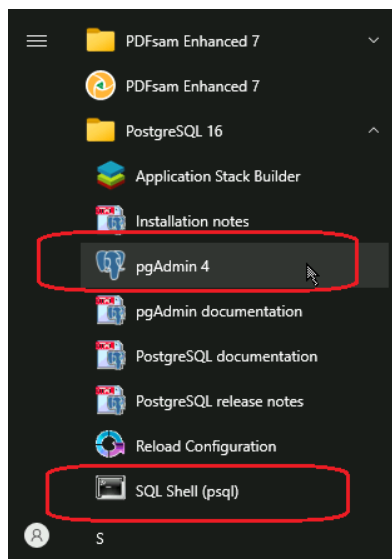 PDFsam Enhanced 7
PDFsam Enhanced 7
PostgreSQL 16
Application Stack Builder
Installation notes
pgAdmin 4
pgAdmin documentation
PostgreSQL documentation
PostgreSQL release notes
Reload Configuration
SQL Shell (psql)
S